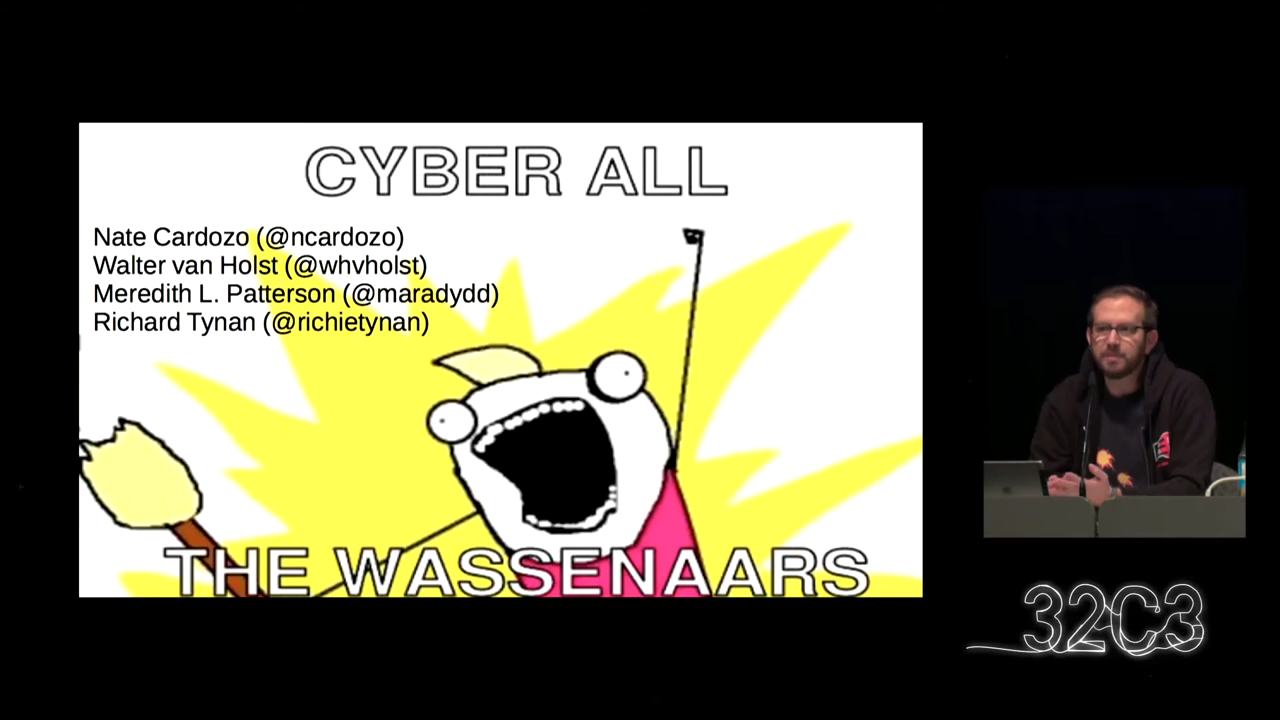 CYBER ALL
Nate Cardozo (@ncardozo)
Walter van Holst (@whvholst)
Meredith L. Patterson (@maradydd)
Richard Tynan (@richietynan)
THE WASSENAARS
32C3